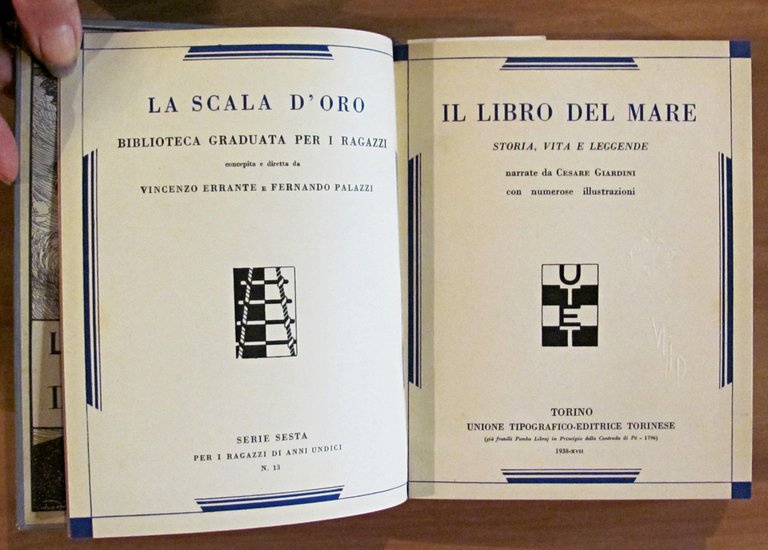 LA SCALA D'ORO
BIBLIOTECA GRADUATA PER I RAGAZZI
concepita e diretta da
VINCENZO ERRANTE E FERNANDO PALAZZI
SERIE SESTA
PER I RAGAZZI DI ANNI UNDICI
N. 13
IL LIBRO DEL MARE
STORIA, VITA E LEGGENDE
narrate da CESARE GIARDINI
con numerose illustrazioni
UTET
TORINO
UNIONE TIPOGRAFICO-EDITRICE TORINESE
(già fratelli Pomba Libraj in Principio della Contrada di Pò - 1796)
1938-XVII